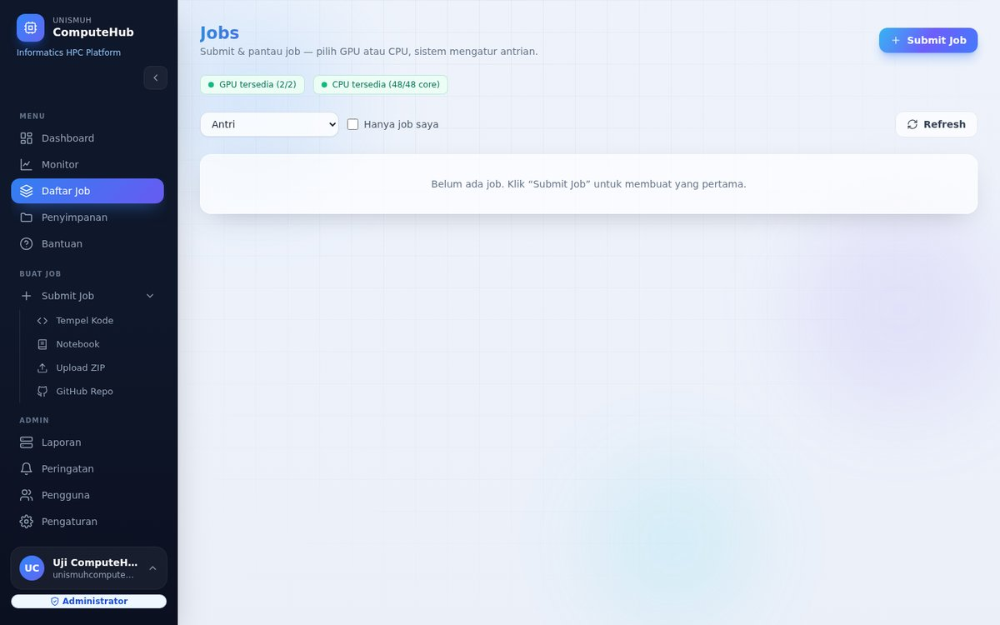 UNISMUH
ComputeHub
Informatics HPC Platform
MENU
Dashboard
Monitor
Daftar Job
Penyimpanan
Bantuan
BUAT JOB
Submit Job
Tempel Kode
Notebook
Upload ZIP
GitHub Repo
ADMIN
Laporan
Peringatan
Pengguna
Pengaturan
UC
Uji ComputeH...
unismuhcompute...
Administrator
Jobs
Submit & pantau job — pilih GPU atau CPU, sistem mengatur antrian.
Submit Job
GPU tersedia (2/2)
CPU tersedia (48/48 core)
Antri
Hanya job saya
Refresh
Belum ada job. Klik “Submit Job” untuk membuat yang pertama.